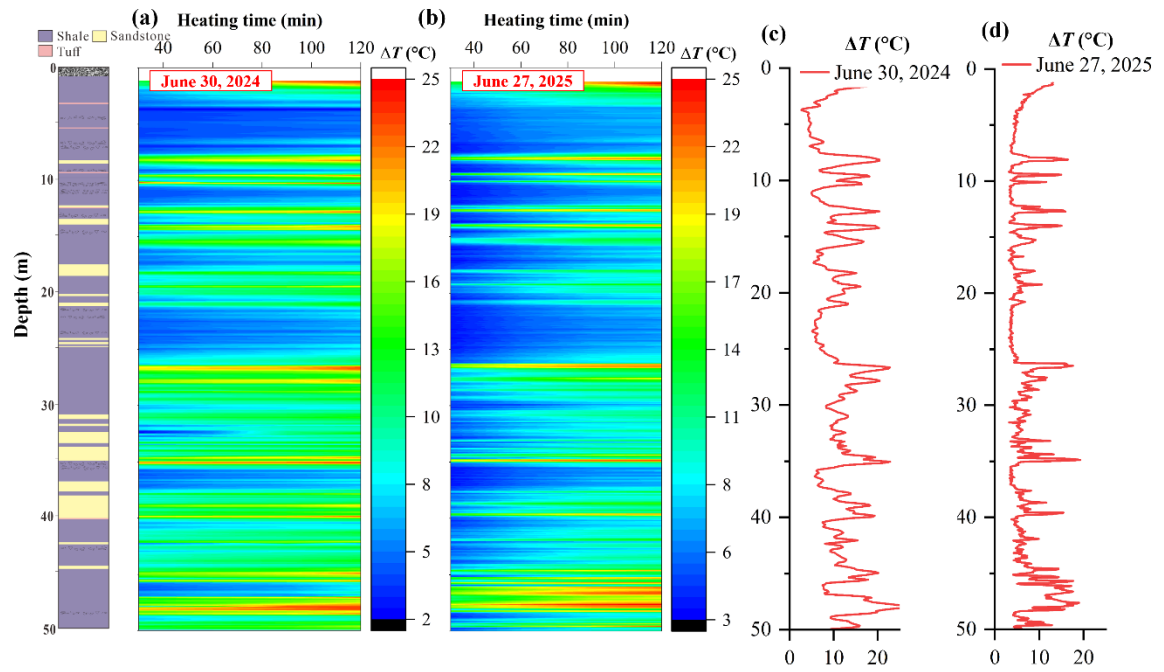 (a) Heating time (min)
(b) Heating time (min)
(c) ΔT (°C)
(d) ΔT (°C)
Shale Sandstone
Tuff
40 60 80 100 120 ΔT (°C)
40 60 80 100 120 ΔT (°C)
June 30, 2024
June 27, 2025
June 30, 2024
June 27, 2025
Depth (m)
0
10
20
30
40
50
25
22
19
16
13
10
8
5
2
25
22
19
17
14
11
8
6
3
0
10
20
30
40
50
0 10 20
0
10
20
30
40
50
0 10 20